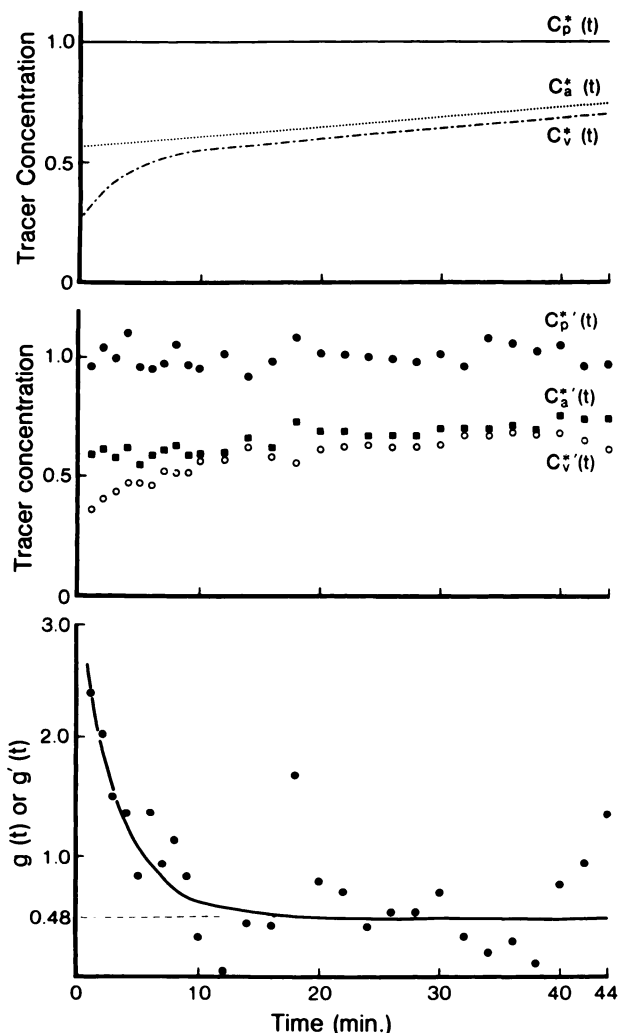 Tracer Concentration
1.0
0.5
0
C*p (t)
C*a (t)
C*v (t)
Tracer concentration
1.0
0.5
0
C*′p (t)
C*′a (t)
C*′v (t)
g (t) or g′ (t)
3.0
2.0
1.0
0.48
0 10 20 30 40 44
Time (min.)